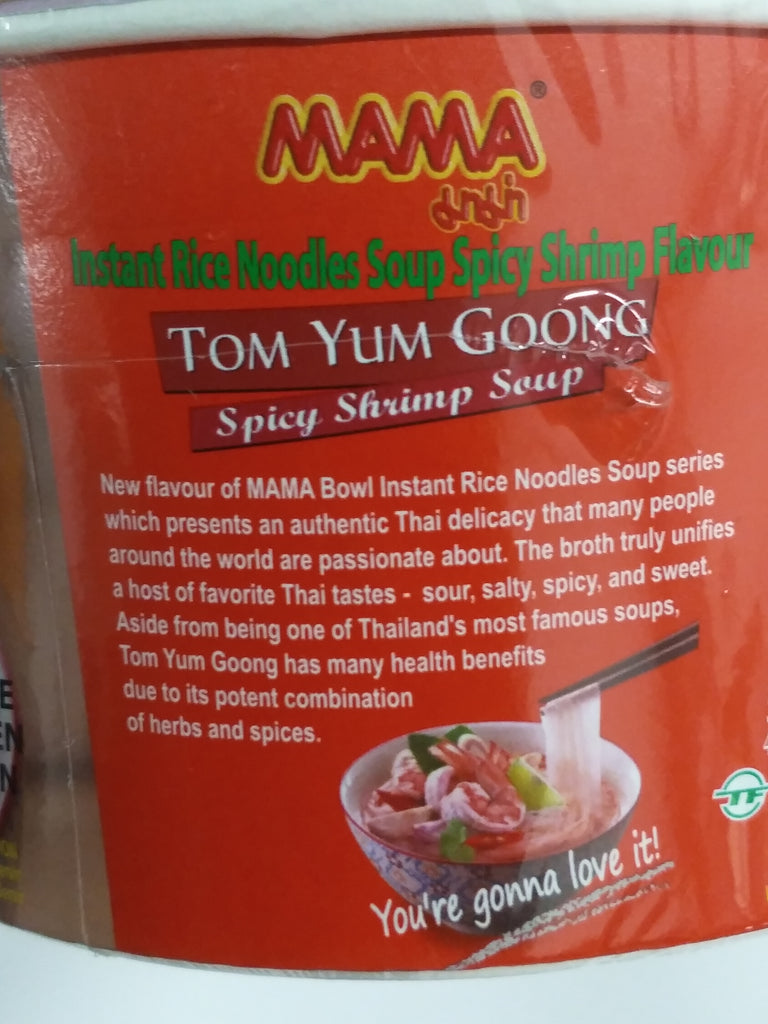 MAMA®
มาม่า
Instant Rice Noodles Soup Spicy Shrimp Flavour
TOM YUM GOONG
Spicy Shrimp Soup
New flavour of MAMA Bowl Instant Rice Noodles Soup series
which presents an authentic Thai delicacy that many people
around the world are passionate about. The broth truly unifies
a host of favorite Thai tastes - sour, salty, spicy, and sweet.
Aside from being one of Thailand's most famous soups,
Tom Yum Goong has many health benefits
due to its potent combination
of herbs and spices.
TF
You're gonna love it!